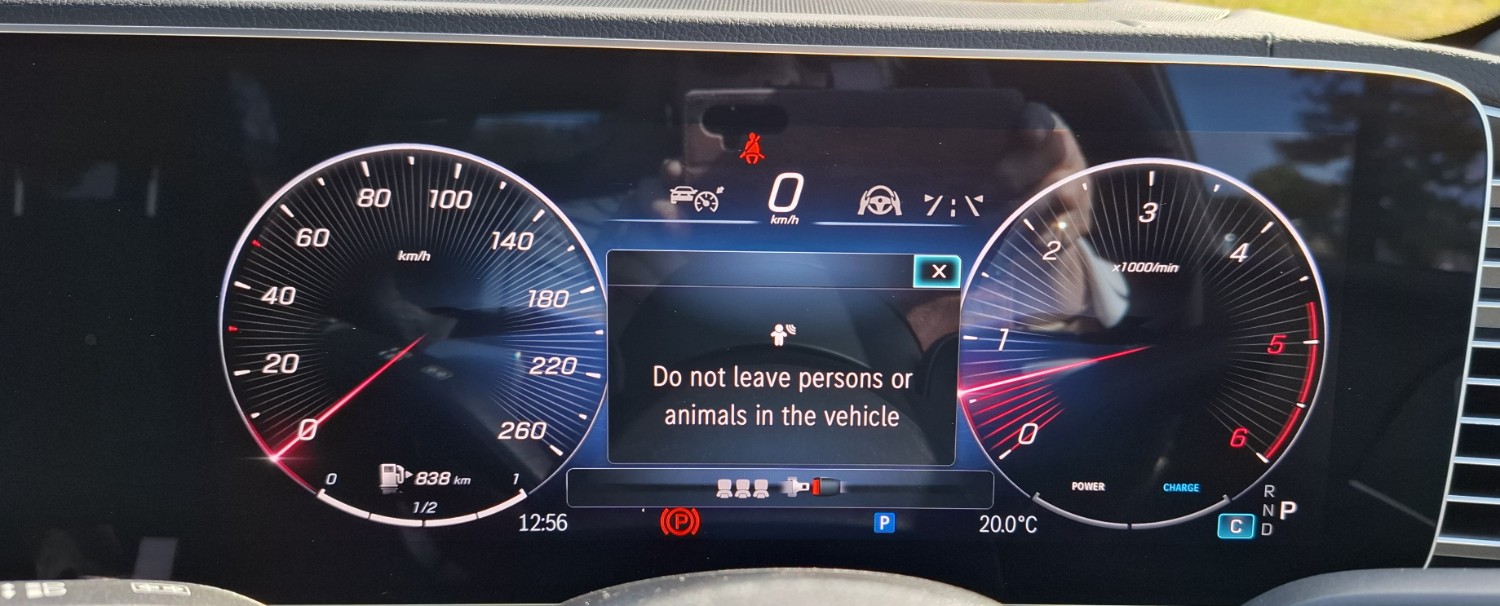 80 100
60 140
km/h
40 180
20 220
0 260
838 km
0 1
1/2
12:56
0
km/h
X
Do not leave persons or
animals in the vehicle
P
P
20.0°C
3
2 4
x1000/min
1 5
0 6
POWER CHARGE
R
N P
C D